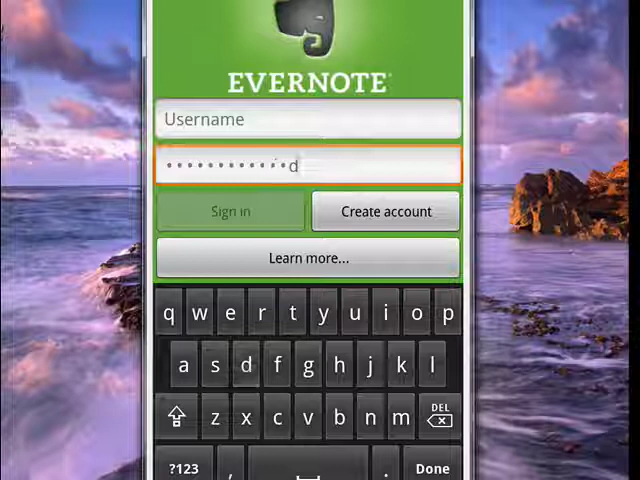 EVERNOTE
Username
••••••••••••d
Sign in Create account
Learn more...
q w e r t y u i o p
a s d f g h j k l
z x c v b n m DEL
?123 , . Done